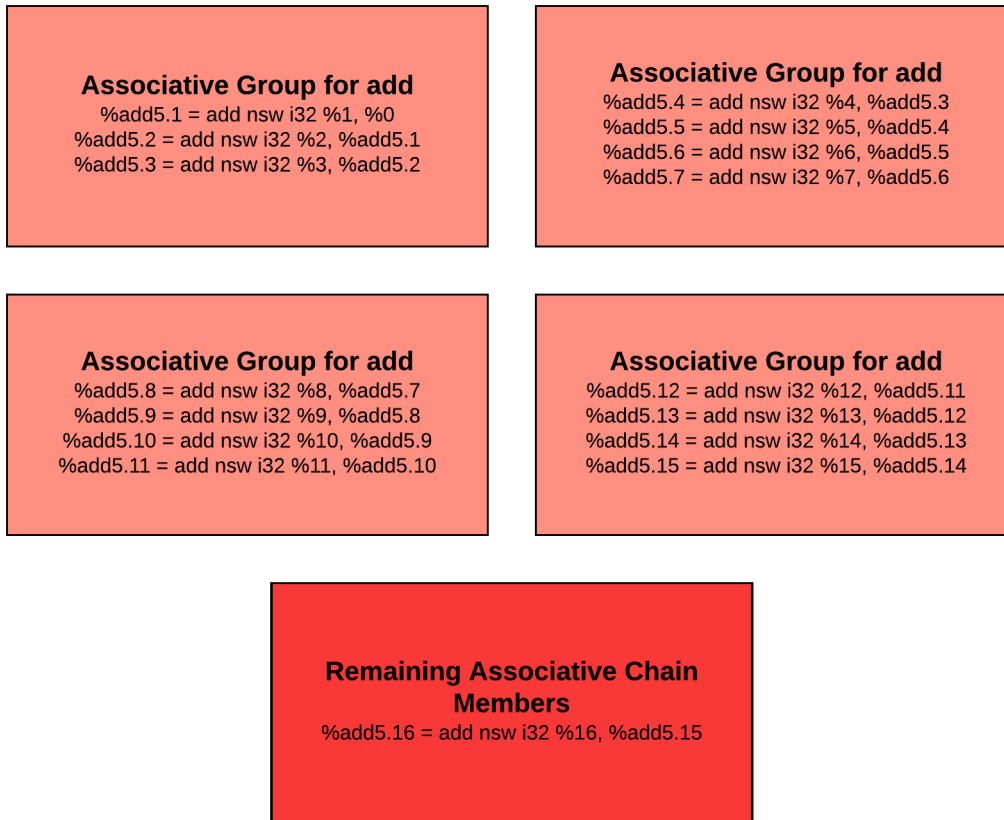 Associative Group for add
%add5.1 = add nsw i32 %1, %0
%add5.2 = add nsw i32 %2, %add5.1
%add5.3 = add nsw i32 %3, %add5.2
Associative Group for add
%add5.4 = add nsw i32 %4, %add5.3
%add5.5 = add nsw i32 %5, %add5.4
%add5.6 = add nsw i32 %6, %add5.5
%add5.7 = add nsw i32 %7, %add5.6
Associative Group for add
%add5.8 = add nsw i32 %8, %add5.7
%add5.9 = add nsw i32 %9, %add5.8
%add5.10 = add nsw i32 %10, %add5.9
%add5.11 = add nsw i32 %11, %add5.10
Associative Group for add
%add5.12 = add nsw i32 %12, %add5.11
%add5.13 = add nsw i32 %13, %add5.12
%add5.14 = add nsw i32 %14, %add5.13
%add5.15 = add nsw i32 %15, %add5.14
Remaining Associative Chain
Members
%add5.16 = add nsw i32 %16, %add5.15